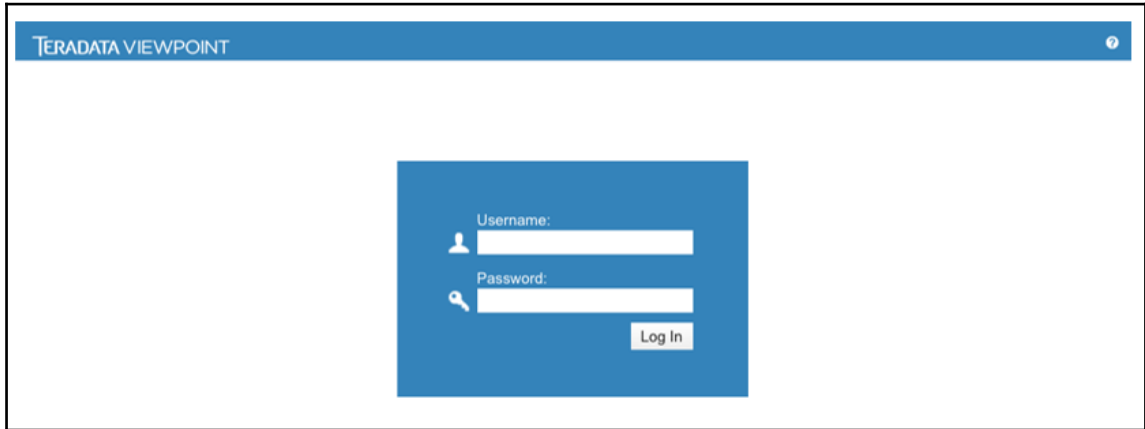 TERADATA VIEWPOINT
?
Username:
Password:
Log In